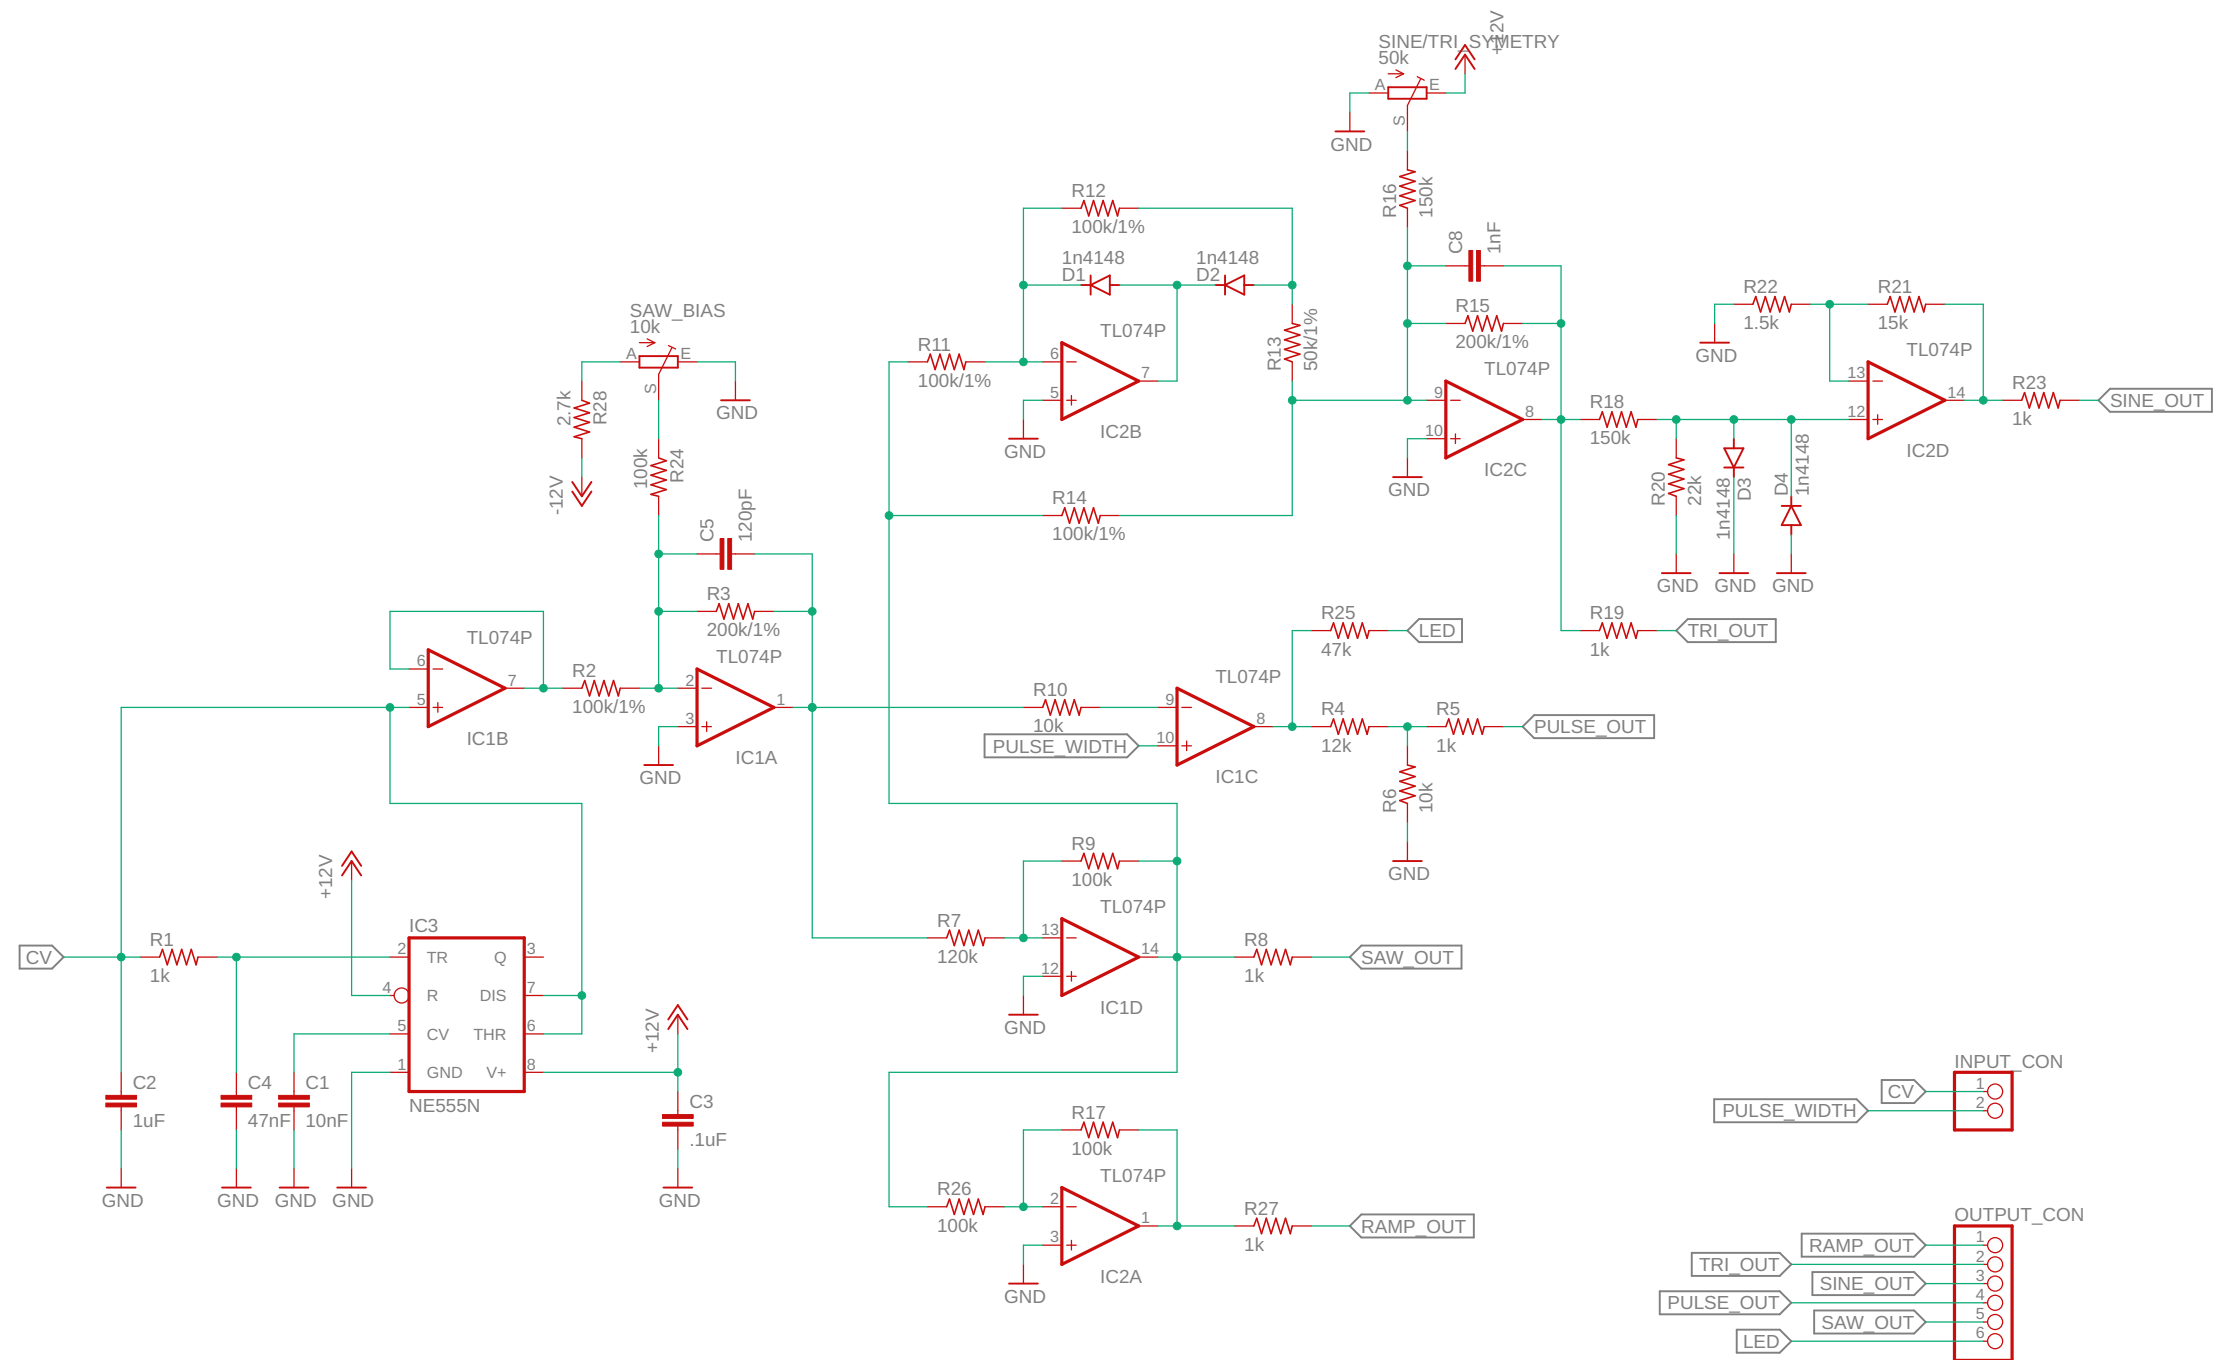 SINE/TRI_SYMETRY
50k
+12V
A
E
S
GND
R16
150k
R12
100k/1%
1n4148
D1
1n4148
D2
C8
1nF
R15
200k/1%
TL074P
9
8
10
IC2C
GND
R11
100k/1%
TL074P
6
5
7
IC2B
GND
R13
50k/1%
R14
100k/1%
R22
1.5k
R21
15k
GND
TL074P
13
12
14
IC2D
R23
1k
SINE_OUT
R18
150k
R20
22k
1n4148
D3
D4
1n4148
GND
GND
GND
R19
1k
TRI_OUT
SAW_BIAS
10k
A
E
S
GND
2.7k
R28
-12V
100k
R24
C5
120pF
R3
200k/1%
TL074P
2
3
1
IC1A
GND
TL074P
6
5
7
IC1B
R2
100k/1%
R25
47k
LED
R10
10k
PULSE_WIDTH
TL074P
9
10
8
IC1C
R4
12k
R5
1k
PULSE_OUT
R6
10k
GND
R9
100k
R7
120k
TL074P
13
12
14
IC1D
GND
R8
1k
SAW_OUT
CV
R1
1k
+12V
IC3
2
TR
Q
3
4
R
DIS
7
5
CV
THR
6
1
GND
V+
8
NE555N
C2
1uF
C4
47nF
C1
10nF
GND
GND
GND
GND
+12V
C3
.1uF
GND
R17
100k
R26
100k
TL074P
2
3
1
IC2A
GND
R27
1k
RAMP_OUT
INPUT_CON
CV
1
PULSE_WIDTH
2
OUTPUT_CON
RAMP_OUT
1
TRI_OUT
2
SINE_OUT
3
PULSE_OUT
4
SAW_OUT
5
LED
6